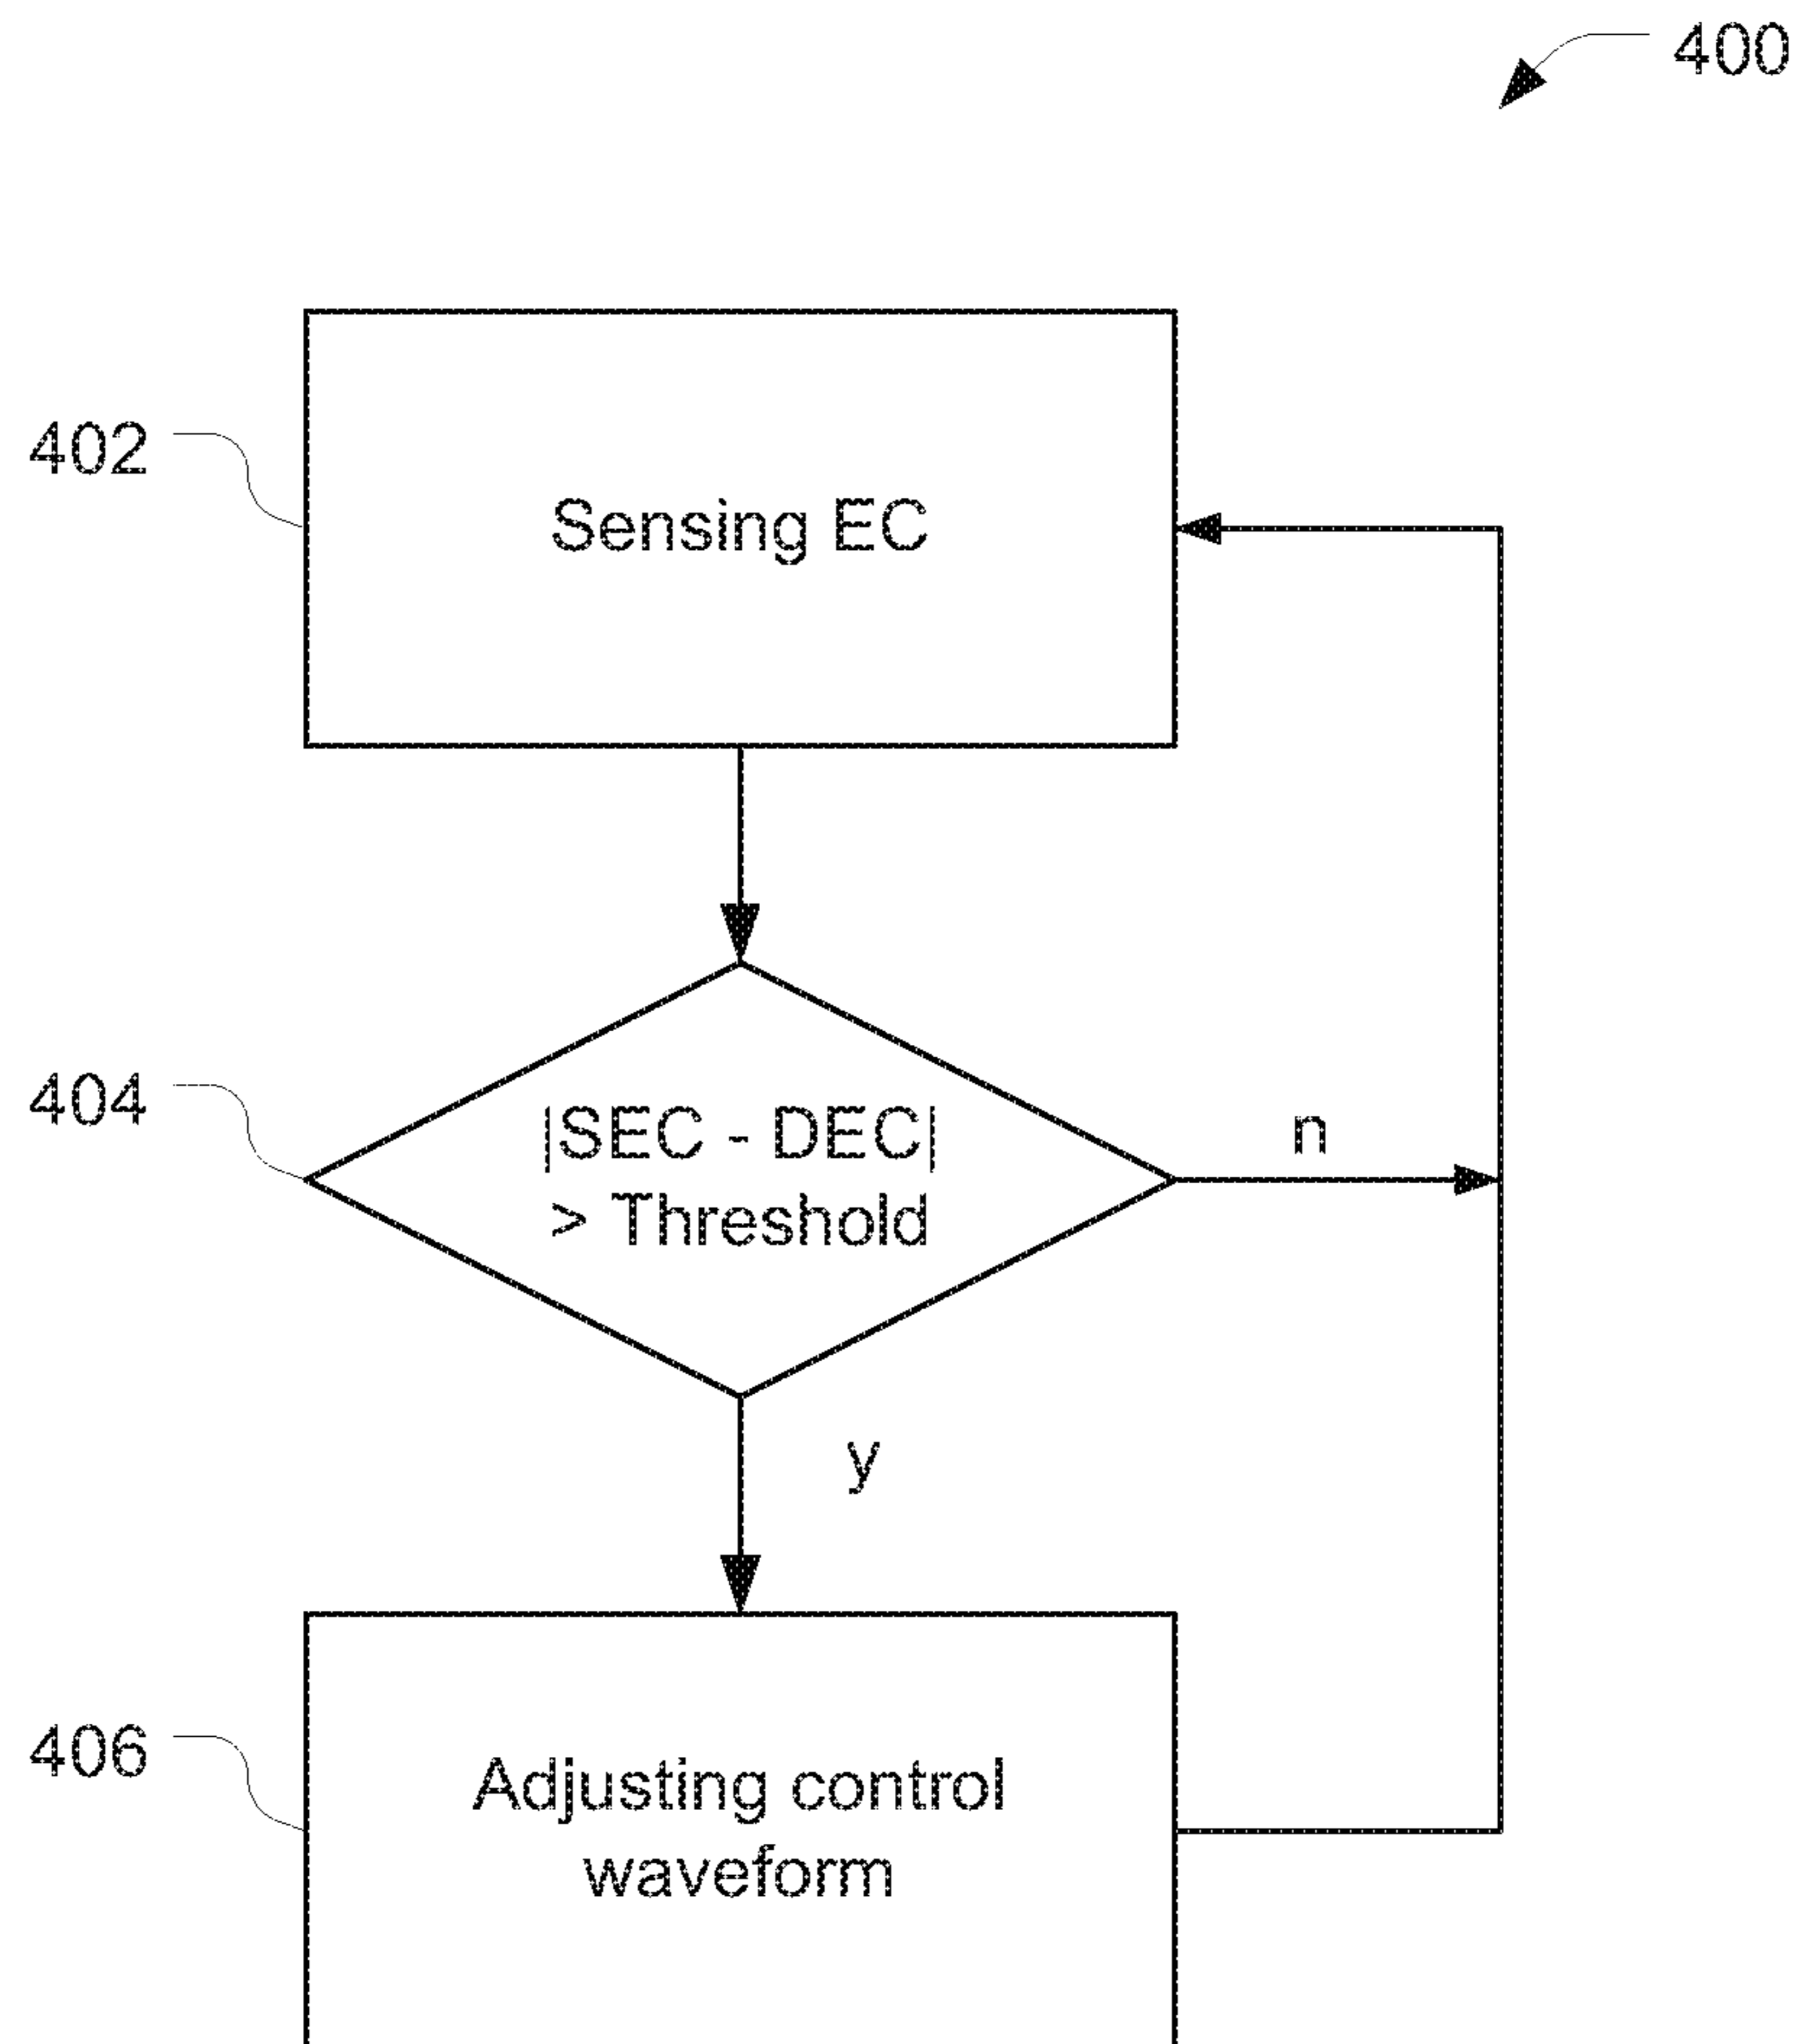 400
402
Sensing EC
404
|SEC - DEC|
> Threshold
n
y
406
Adjusting control
waveform